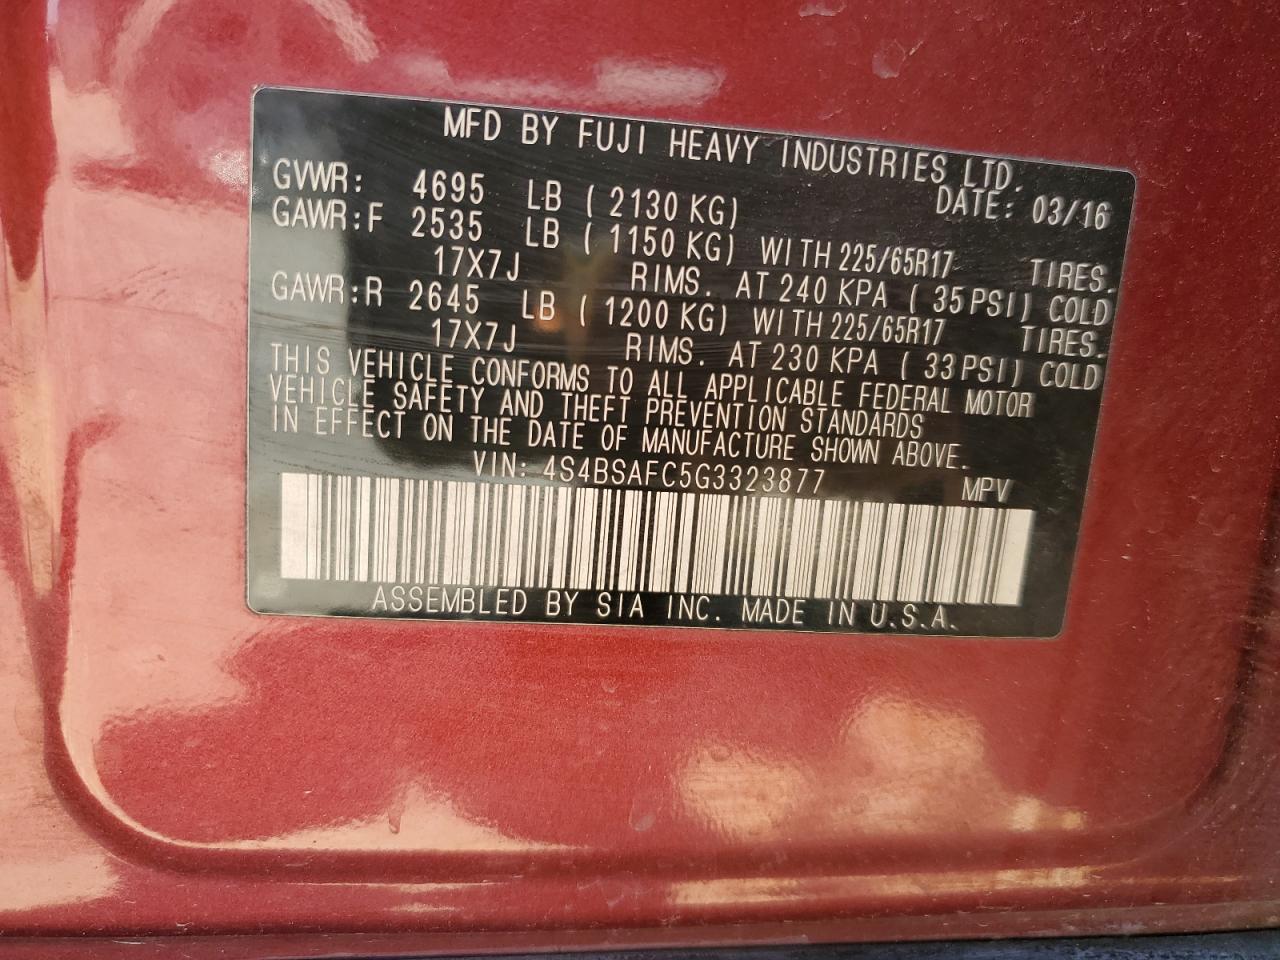 MFD BY FUJI HEAVY INDUSTRIES LTD.
DATE: 03/16
GVWR: 4695 LB ( 2130 KG)
GAWR:F 2535 LB ( 1150 KG) WITH 225/65R17 TIRES.
17X7J RIMS. AT 240 KPA ( 35 PSI) COLD
GAWR:R 2645 LB ( 1200 KG) WITH 225/65R17 TIRES.
17X7J RIMS. AT 230 KPA ( 33 PSI) COLD
THIS VEHICLE CONFORMS TO ALL APPLICABLE FEDERAL MOTOR
VEHICLE SAFETY AND THEFT PREVENTION STANDARDS
IN EFFECT ON THE DATE OF MANUFACTURE SHOWN ABOVE.
VIN: 4S4BSAFC5G3323877 MPV
ASSEMBLED BY SIA INC. MADE IN U.S.A.